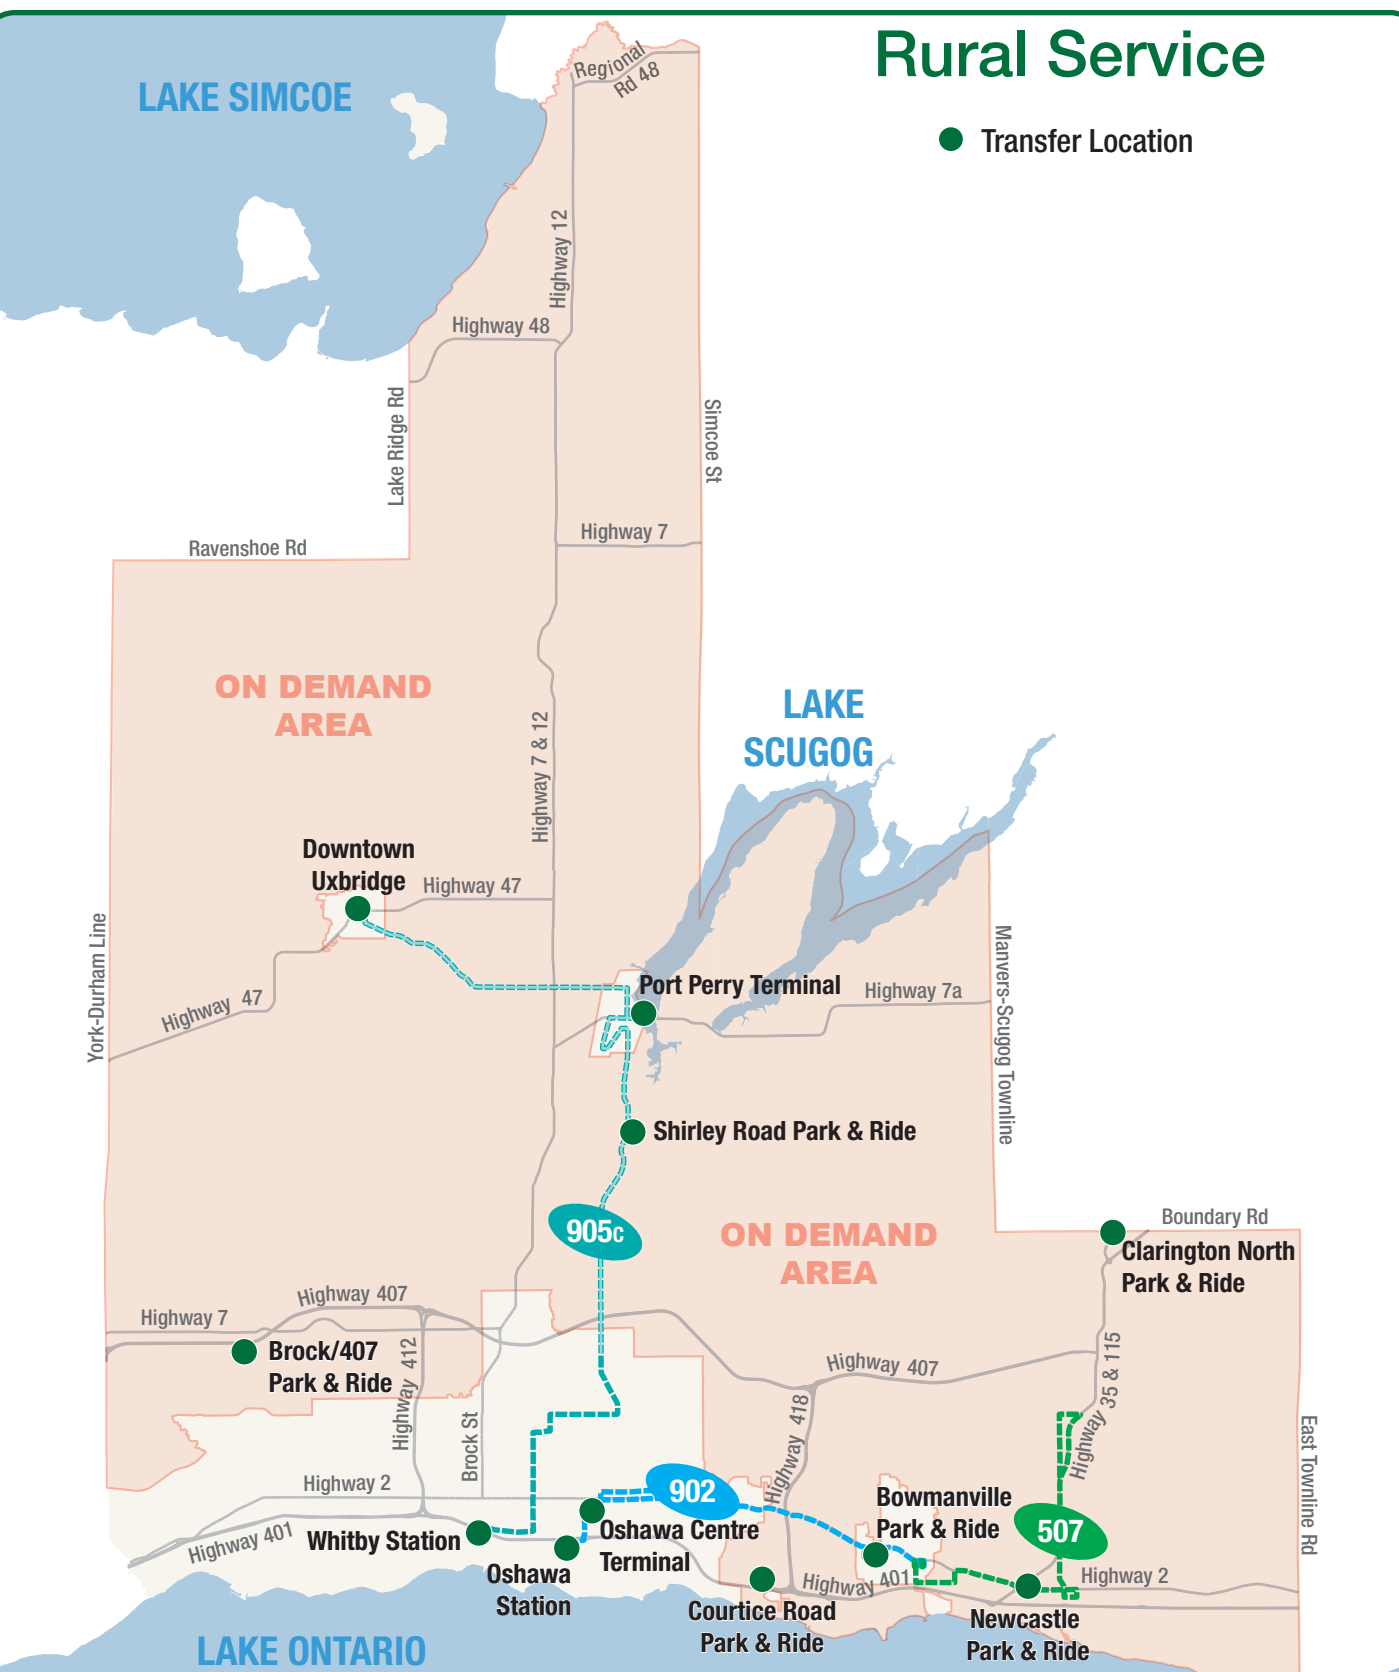 Rural Service
Transfer Location
LAKE SIMCOE
Regional
Rd 48
Highway 12
Highway 48
Lake Ridge Rd
Simcoe St
Highway 7
Ravenshoe Rd
ON DEMAND
AREA
LAKE
SCUGOG
Highway 7 & 12
Downtown
Uxbridge
Highway 47
York-Durham Line
Highway 47
Port Perry Terminal
Highway 7a
Manvers-Scugog Townline
Shirley Road Park & Ride
905c
ON DEMAND
AREA
Boundary Rd
Clarington North
Park & Ride
Highway 407
Highway 7
Brock/407
Park & Ride
Highway 412
Highway 407
Highway 35 & 115
Highway 418
Brock St
East Townline Rd
Highway 2
902
Bowmanville
Park & Ride
507
Highway 401
Whitby Station
Oshawa Centre
Terminal
Oshawa
Station
Highway 401
Highway 2
Courtice Road
Park & Ride
Newcastle
Park & Ride
LAKE ONTARIO